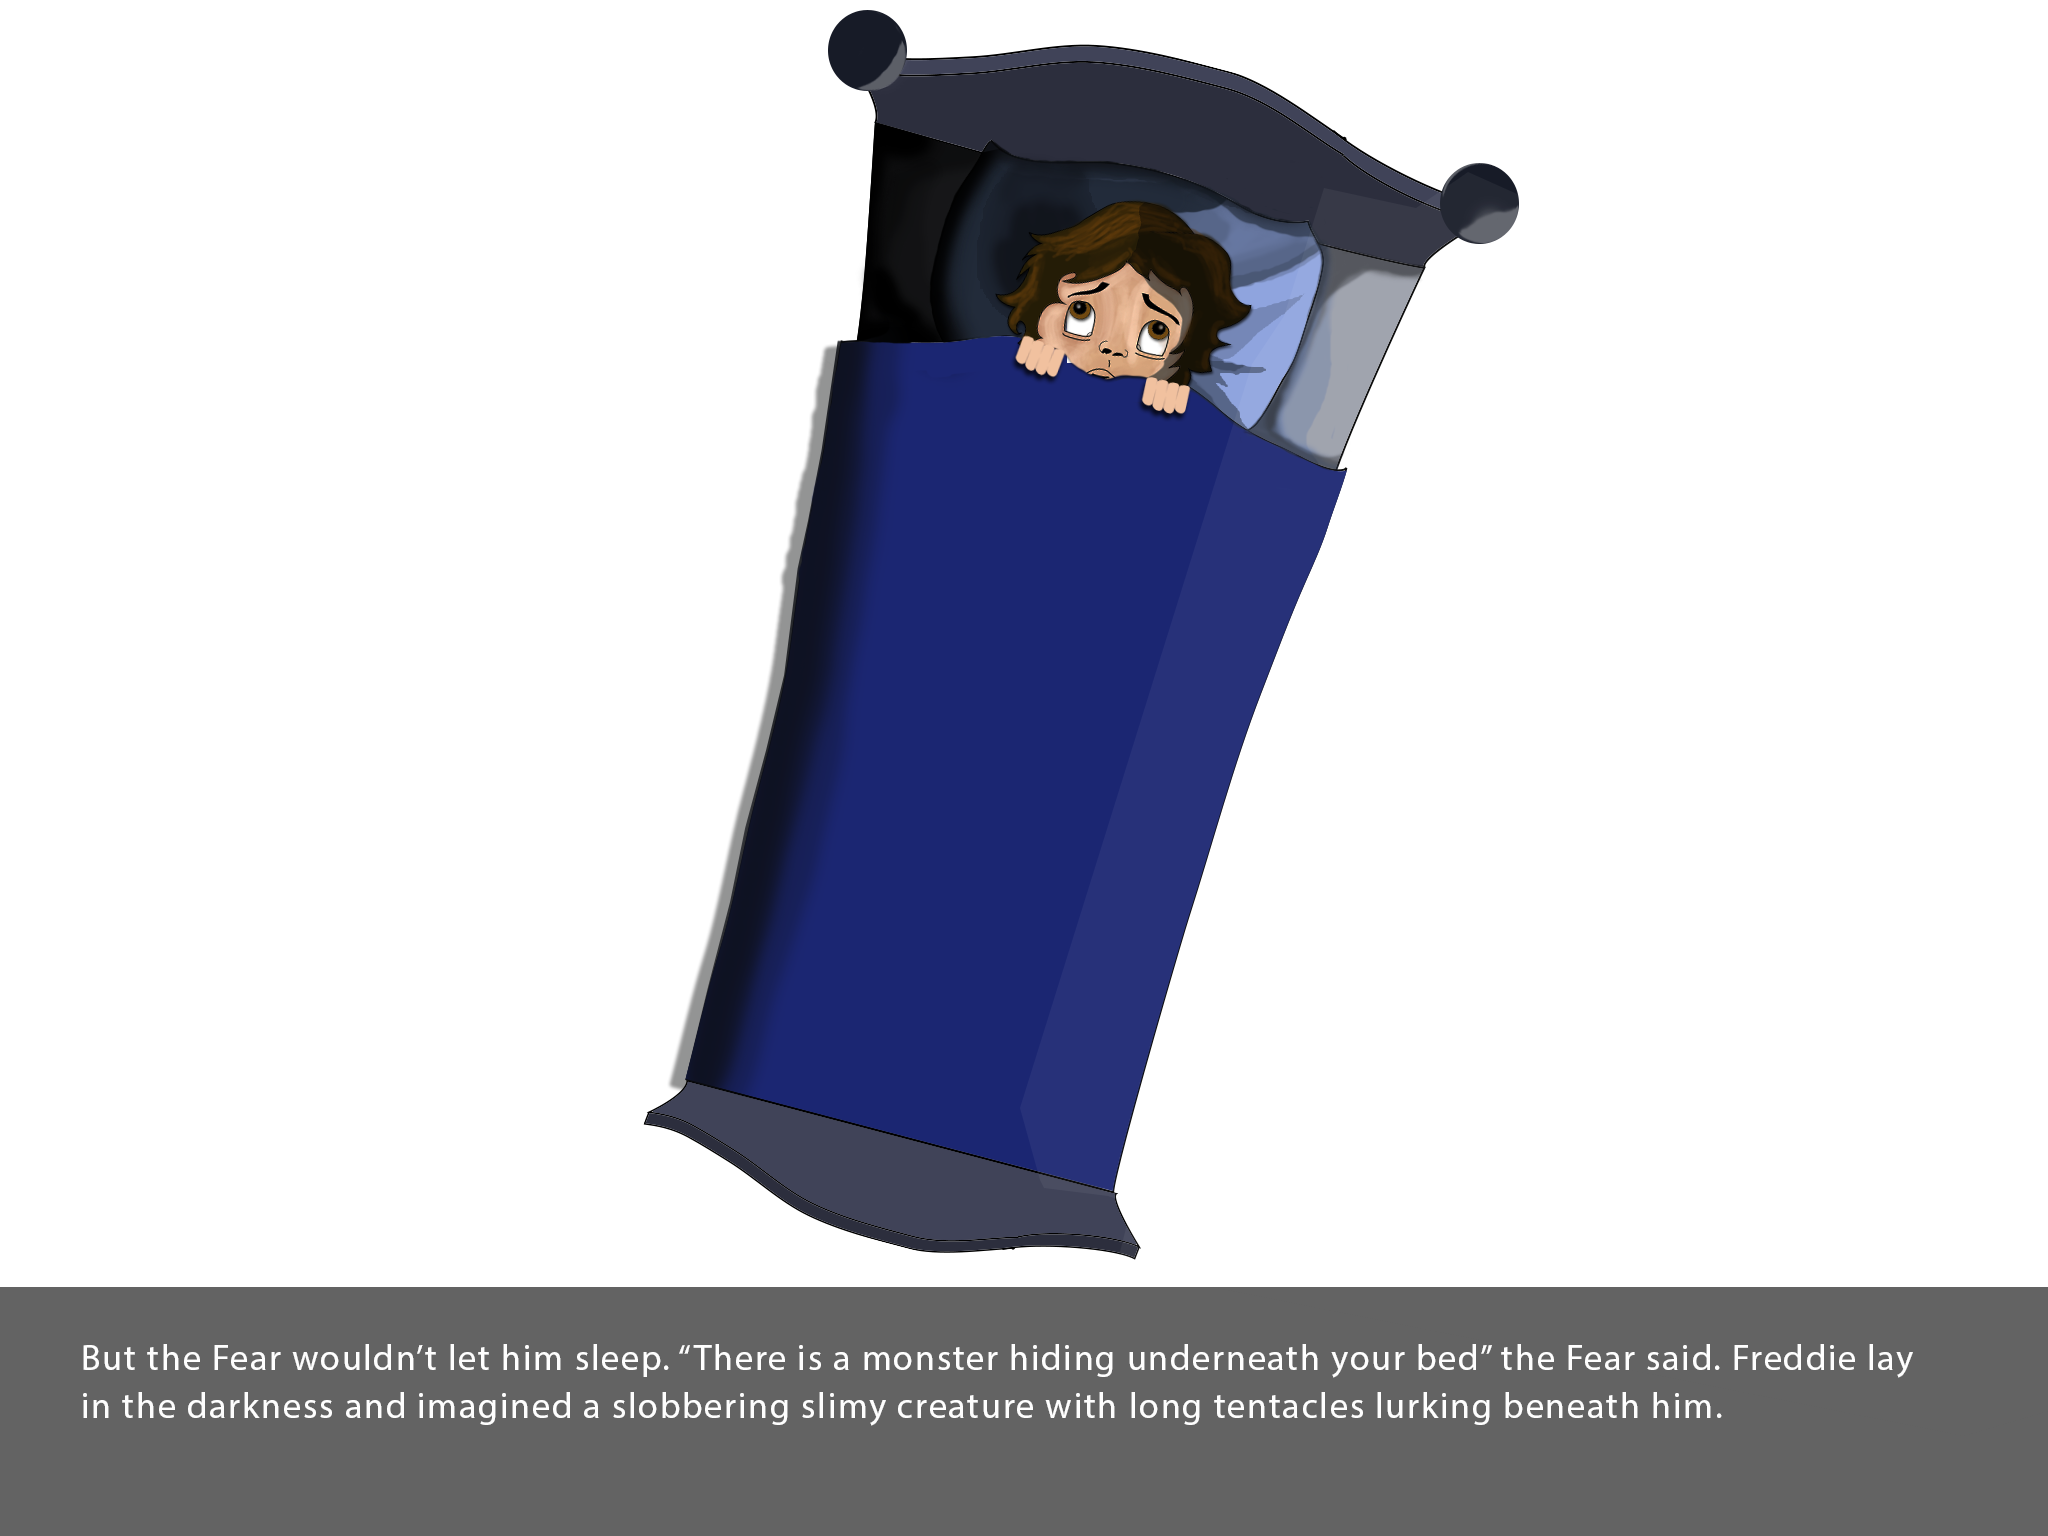 But the Fear wouldn’t let him sleep. “There is a monster hiding underneath your bed” the Fear said. Freddie lay
in the darkness and imagined a slobbering slimy creature with long tentacles lurking beneath him.